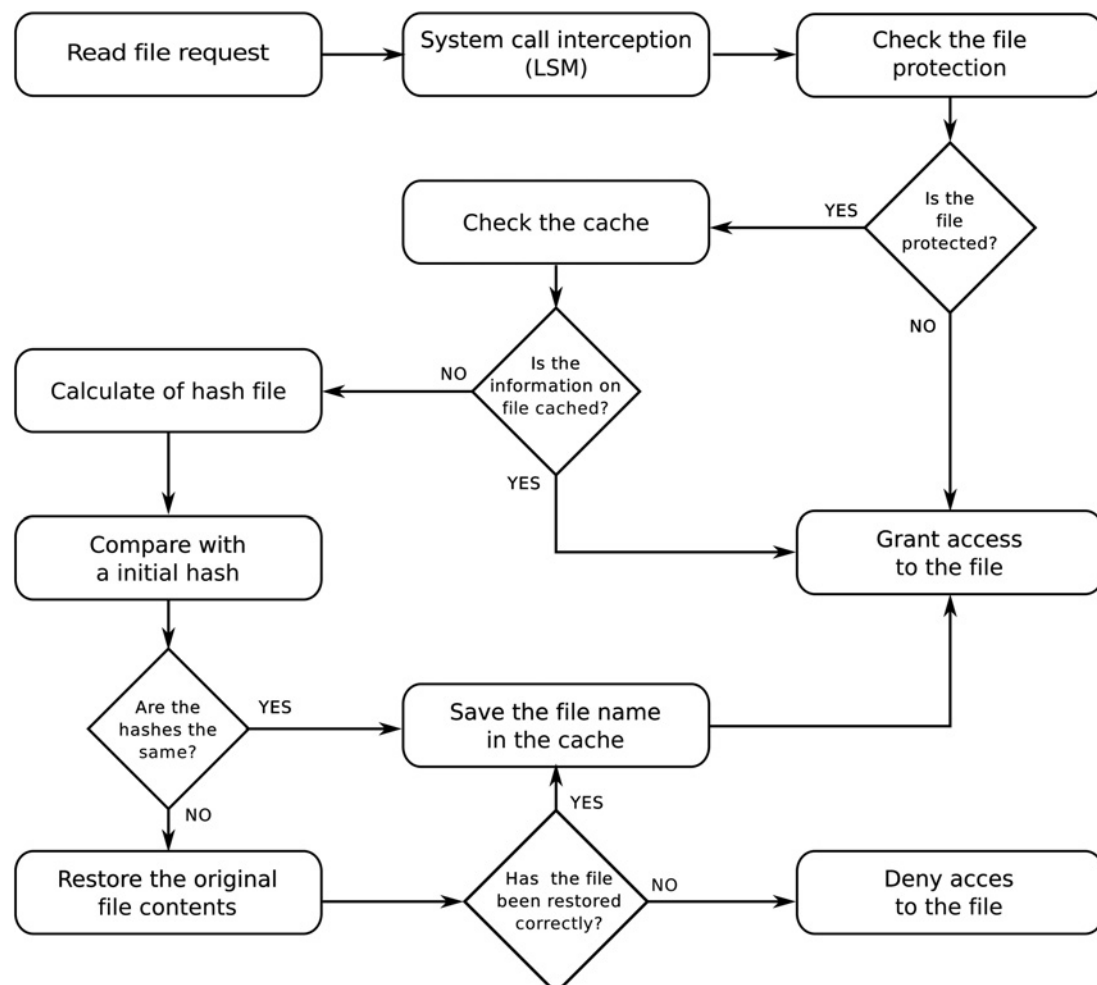 Read file request
System call interception
(LSM)
Check the file
protection
Is the
file
protected?
YES
NO
Check the cache
Is the
information on
file cached?
NO
YES
Calculate of hash file
Compare with
a initial hash
Grant access
to the file
Are the
hashes the
same?
YES
NO
Save the file name
in the cache
YES
Restore the original
file contents
Has the file
been restored
correctly?
NO
Deny acces
to the file